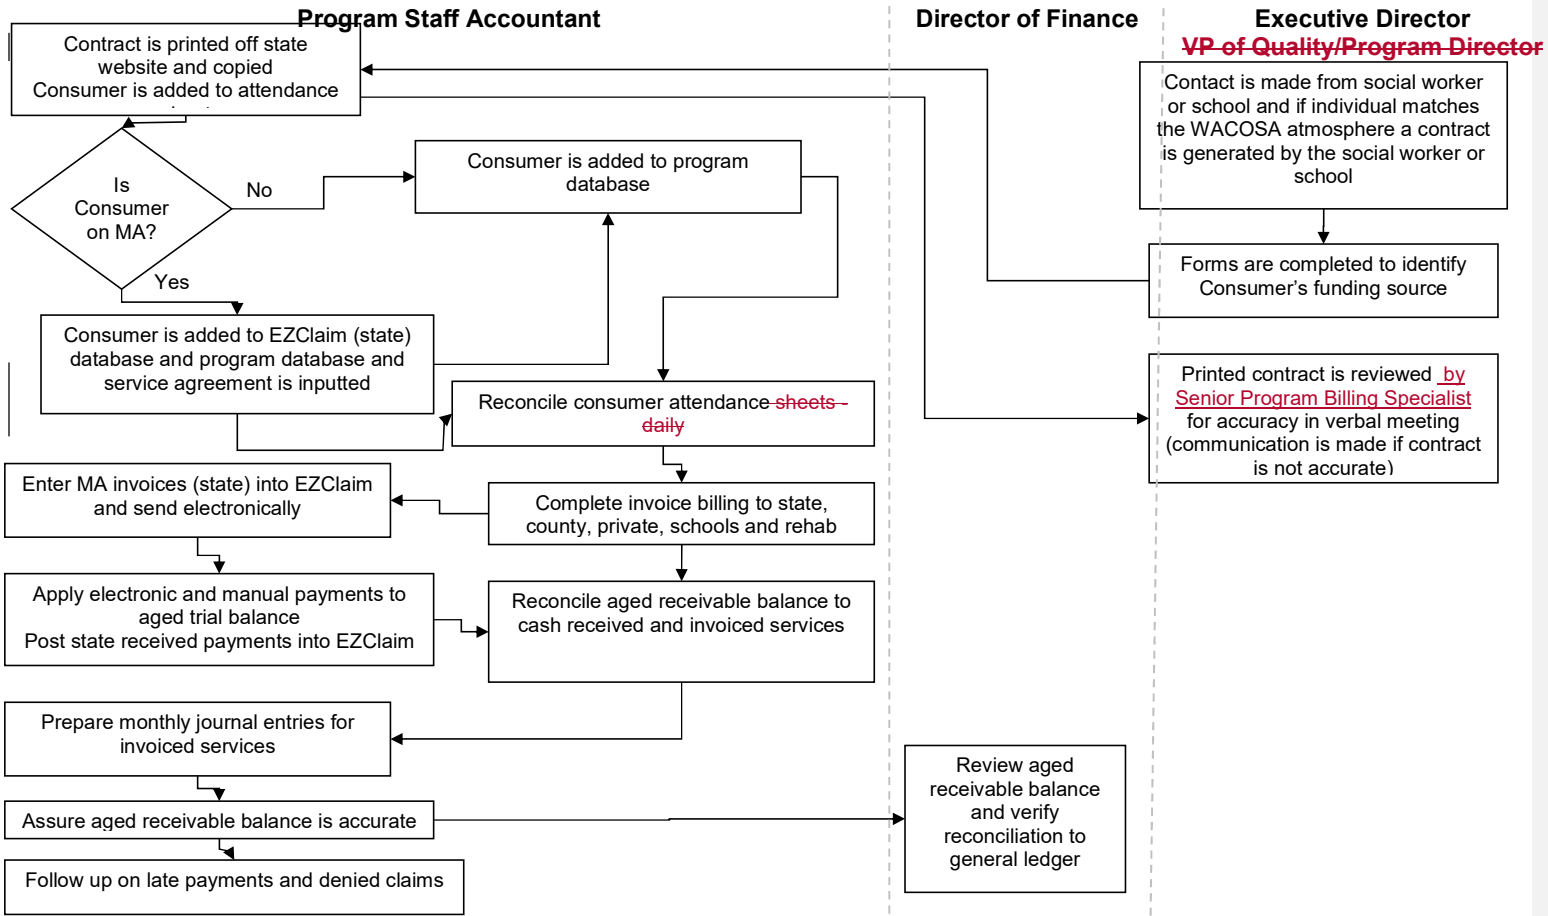 Program Staff Accountant
Director of Finance
Executive Director
VP of Quality/Program Director
Contract is printed off state
website and copied
Consumer is added to attendance
Contact is made from social worker
or school and if individual matches
the WACOSA atmosphere a contract
is generated by the social worker or
school
Is
Consumer
on MA?
No
Yes
Consumer is added to program
database
Forms are completed to identify
Consumer’s funding source
Consumer is added to EZClaim (state)
database and program database and
service agreement is inputted
Printed contract is reviewed by
Senior Program Billing Specialist
for accuracy in verbal meeting
(communication is made if contract
is not accurate)
Reconcile consumer attendance sheets -
daily
Enter MA invoices (state) into EZClaim
and send electronically
Complete invoice billing to state,
county, private, schools and rehab
Apply electronic and manual payments to
aged trial balance
Post state received payments into EZClaim
Reconcile aged receivable balance to
cash received and invoiced services
Prepare monthly journal entries for
invoiced services
Assure aged receivable balance is accurate
Review aged
receivable balance
and verify
reconciliation to
general ledger
Follow up on late payments and denied claims